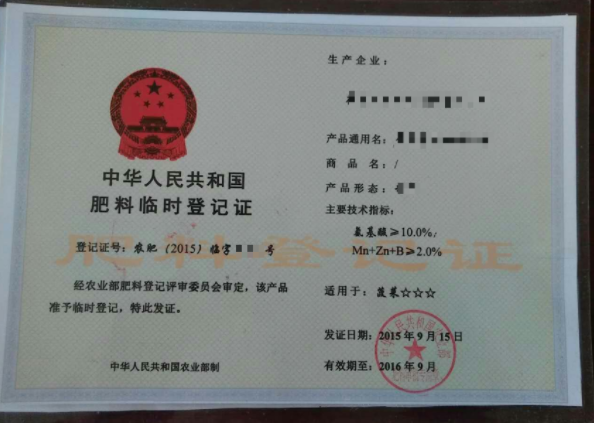 中华人民共和国
肥料临时登记证
登记证号：农肥（2015）临字 号
经农业部肥料登记评审委员会审定，该产品
准予临时登记，特此发证。
中华人民共和国农业部制
生产企业：
产品通用名：
商品名：/
产品形态：
主要技术指标：
氨基酸≥10.0%；
Mn+Zn+B≥2.0%
适用于：蔬菜☆☆☆
发证日期：2015年9月15日
有效期至：2016年9月
肥料登记证